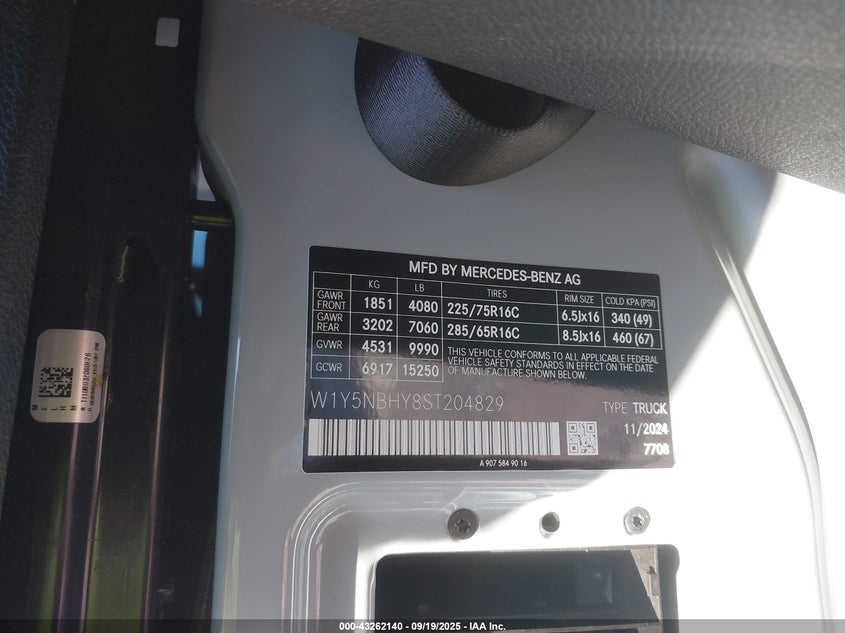 MFD BY MERCEDES-BENZ AG
KG LB TIRES RIM SIZE COLD KPA (PSI)
GAWR FRONT 1851 4080 225/75R16C 6.5Jx16 340 (49)
GAWR REAR 3202 7060 285/65R16C 8.5Jx16 460 (67)
GVWR 4531 9990
GCWR 6917 15250
THIS VEHICLE CONFORMS TO ALL APPLICABLE FEDERAL
VEHICLE SAFETY STANDARDS IN EFFECT ON THE DATE
OF MANUFACTURE SHOWN BELOW.
W1Y5NBHY8ST204829 TYPE TRUCK
11/2024
7708
A 907 584 90 16
000-43262140 - 09/19/2025 - IAA Inc.